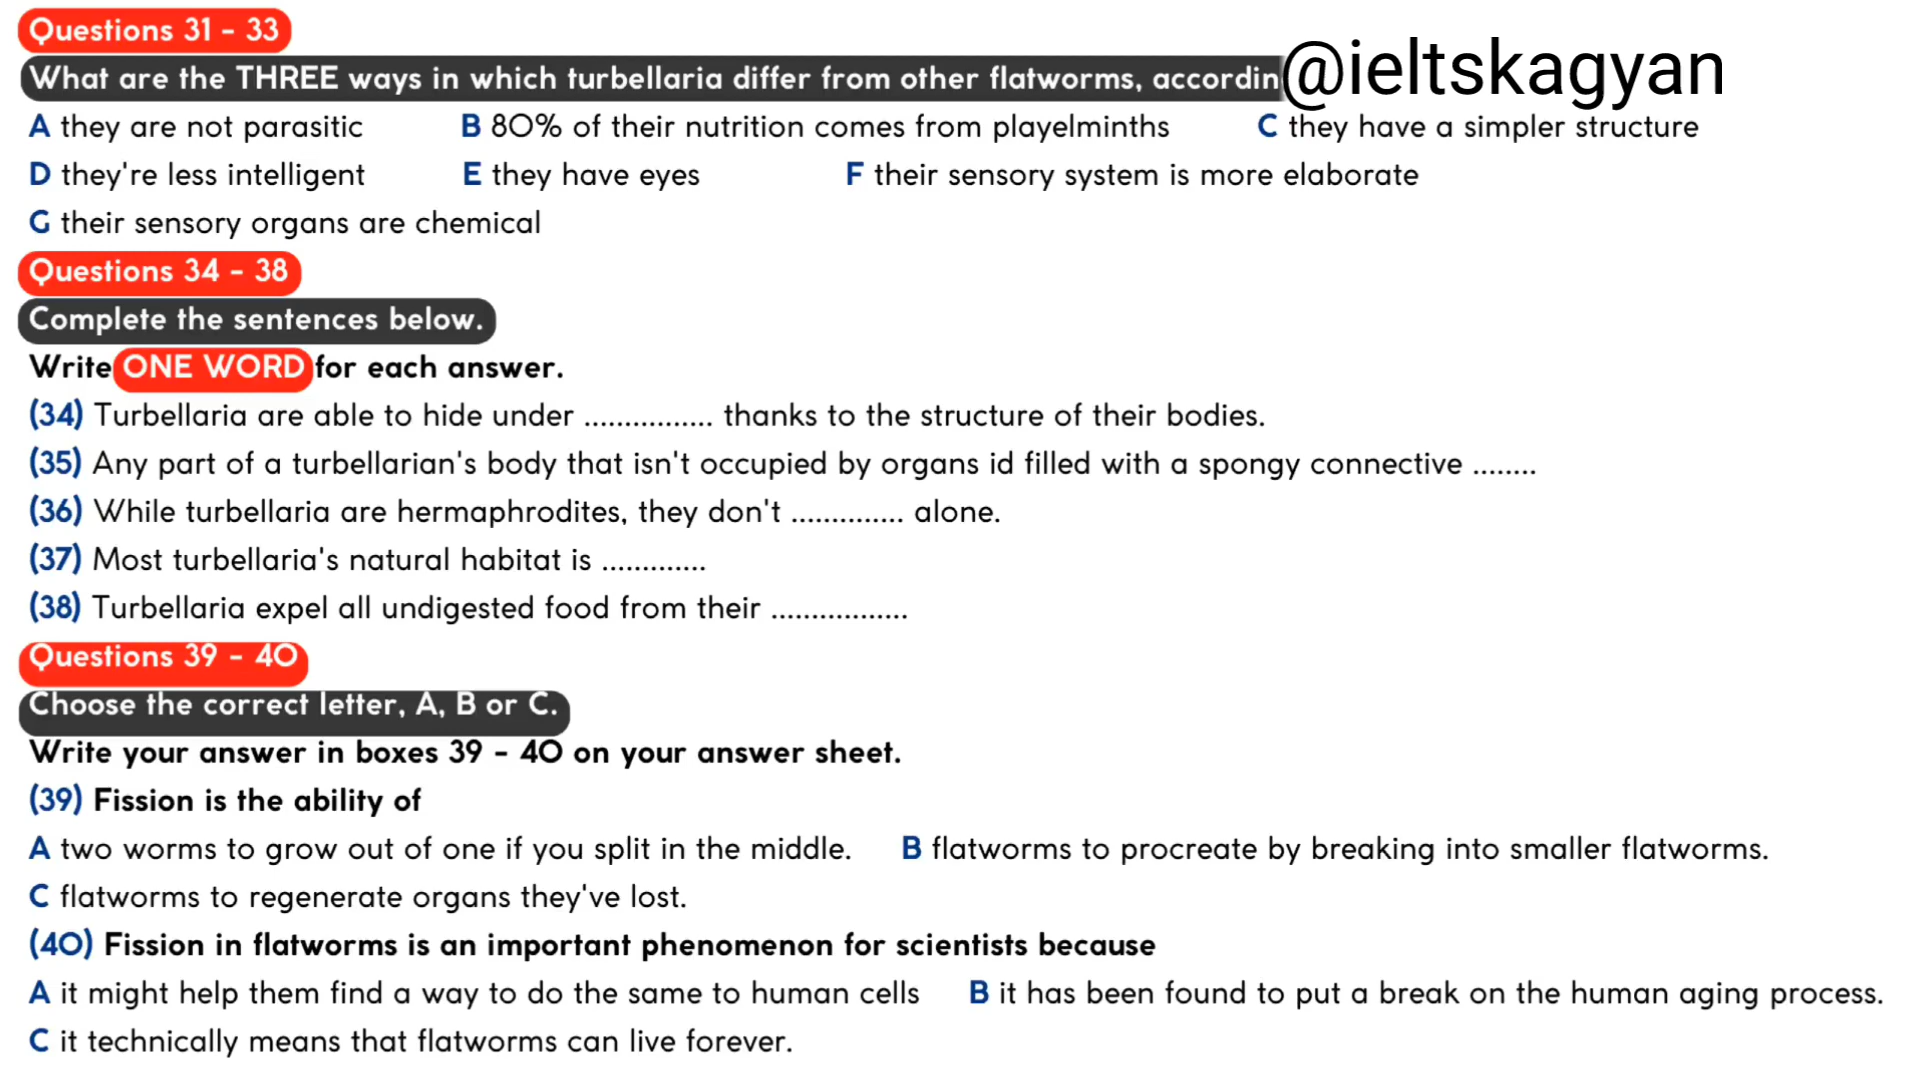 Questions 31 - 33
What are the THREE ways in which turbellaria differ from other flatworms, accordin @ieltskagyan
A they are not parasitic B 80% of their nutrition comes from playelminths C they have a simpler structure
D they're less intelligent E they have eyes F their sensory system is more elaborate
G their sensory organs are chemical
Questions 34 - 38
Complete the sentences below.
Write ONE WORD for each answer.
(34) Turbellaria are able to hide under ................ thanks to the structure of their bodies.
(35) Any part of a turbellarian's body that isn't occupied by organs id filled with a spongy connective ........
(36) While turbellaria are hermaphrodites, they don't .............. alone.
(37) Most turbellaria's natural habitat is .............
(38) Turbellaria expel all undigested food from their .................
Questions 39 - 40
Choose the correct letter, A, B or C.
Write your answer in boxes 39 - 40 on your answer sheet.
(39) Fission is the ability of
A two worms to grow out of one if you split in the middle. B flatworms to procreate by breaking into smaller flatworms.
C flatworms to regenerate organs they've lost.
(40) Fission in flatworms is an important phenomenon for scientists because
A it might help them find a way to do the same to human cells B it has been found to put a break on the human aging process.
C it technically means that flatworms can live forever.